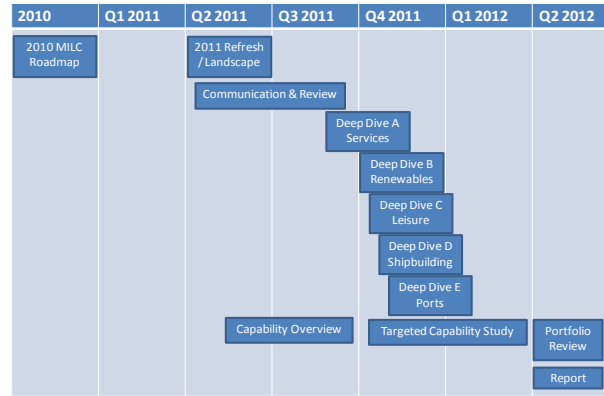 2010 Q1 2011 Q2 2011 Q3 2011 Q4 2011 Q1 2012 Q2 2012
2010 MILC
Roadmap
2011 Refresh
/ Landscape
Communication & Review
Deep Dive A
Services
Deep Dive B
Renewables
Deep Dive C
Leisure
Deep Dive D
Shipbuilding
Deep Dive E
Ports
Capability Overview
Targeted Capability Study
Portfolio
Review
Report